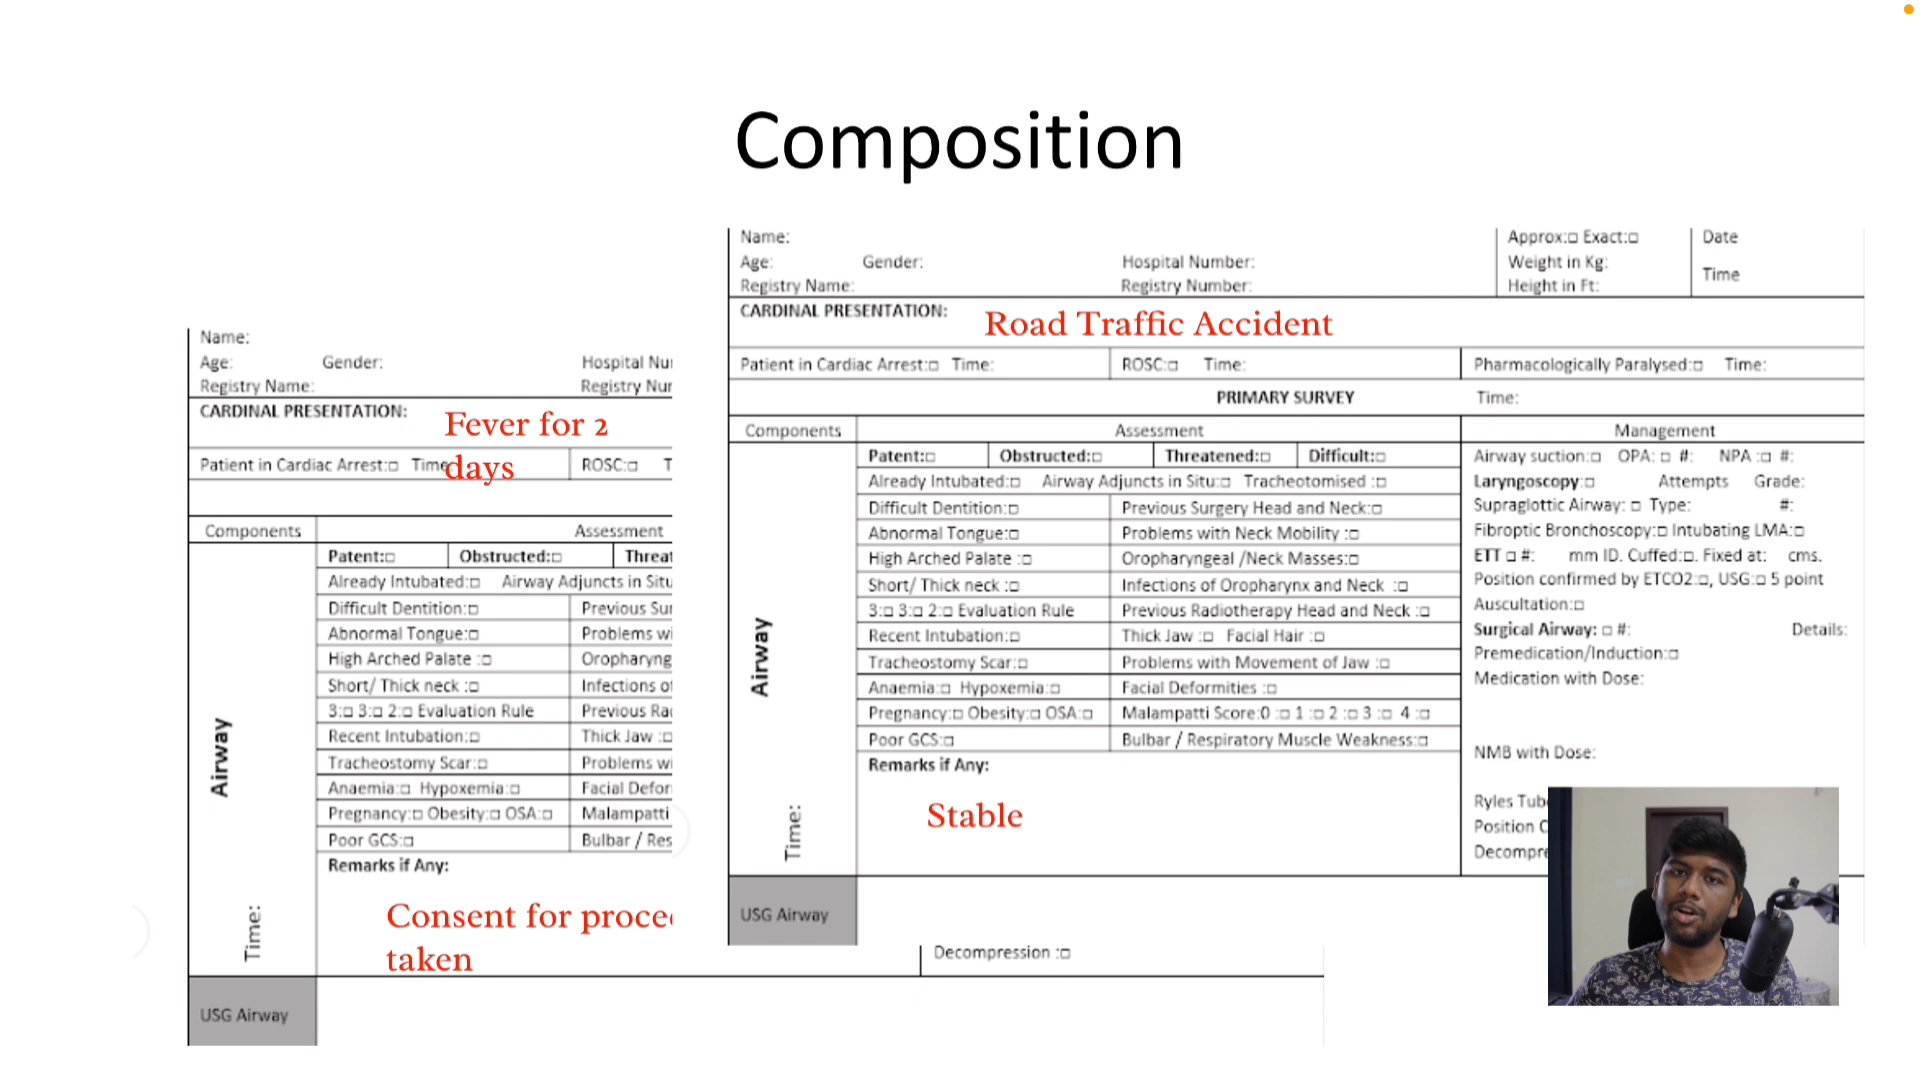 Composition
Name:
Age: Gender: Hospital Nu
Registry Name: Registry Nur
CARDINAL PRESENTATION: Fever for 2
Patient in Cardiac Arrest:□ Time days ROSC:□ T
Components Assessment
Patent:□ Obstructed:□ Threat
Already Intubated:□ Airway Adjuncts in Situ
Difficult Dentition:□ Previous Sur
Abnormal Tongue:□ Problems wi
High Arched Palate :□ Oropharyng
Short/ Thick neck :□ Infections of
3:□ 3:□ 2:□ Evaluation Rule Previous Ra
Recent Intubation:□ Thick Jaw :□
Tracheostomy Scar:□ Problems wi
Anaemia:□ Hypoxemia:□ Facial Defor
Pregnancy:□ Obesity:□ OSA:□ Malampatti
Poor GCS:□ Bulbar / Res
Remarks if Any:
Airway
Time:
Consent for proce
taken
Decompression :□
USG Airway
Name: Approx:□ Exact:□ Date
Age: Gender: Hospital Number: Weight in Kg: Time
Registry Name: Registry Number: Height in Ft:
CARDINAL PRESENTATION: Road Traffic Accident
Patient in Cardiac Arrest:□ Time: ROSC:□ Time: Pharmacologically Paralysed:□ Time:
PRIMARY SURVEY Time:
Components Assessment Management
Patent:□ Obstructed:□ Threatened:□ Difficult:□
Already Intubated:□ Airway Adjuncts in Situ:□ Tracheotomised :□
Difficult Dentition:□ Previous Surgery Head and Neck:□
Abnormal Tongue:□ Problems with Neck Mobility :□
High Arched Palate :□ Oropharyngeal /Neck Masses:□
Short/ Thick neck :□ Infections of Oropharynx and Neck :□
3:□ 3:□ 2:□ Evaluation Rule Previous Radiotherapy Head and Neck :□
Recent Intubation:□ Thick Jaw :□ Facial Hair :□
Tracheostomy Scar:□ Problems with Movement of Jaw :□
Anaemia:□ Hypoxemia:□ Facial Deformities :□
Pregnancy:□ Obesity:□ OSA:□ Malampatti Score:0 :□ 1 :□ 2 :□ 3 :□ 4 :□
Poor GCS:□ Bulbar / Respiratory Muscle Weakness:□
Remarks if Any:
Stable
Airway
Time:
USG Airway
Airway suction:□ OPA: □ #: NPA :□ #:
Laryngoscopy:□ Attempts Grade:
Supraglottic Airway: □ Type: #:
Fibroptic Bronchoscopy:□ Intubating LMA:□
ETT □ #: mm ID. Cuffed:□. Fixed at: cms.
Position confirmed by ETCO2:□, USG:□ 5 point
Auscultation:□
Surgical Airway: □ #: Details:
Premedication/Induction:□
Medication with Dose:
NMB with Dose:
Ryles Tub
Position C
Decompre